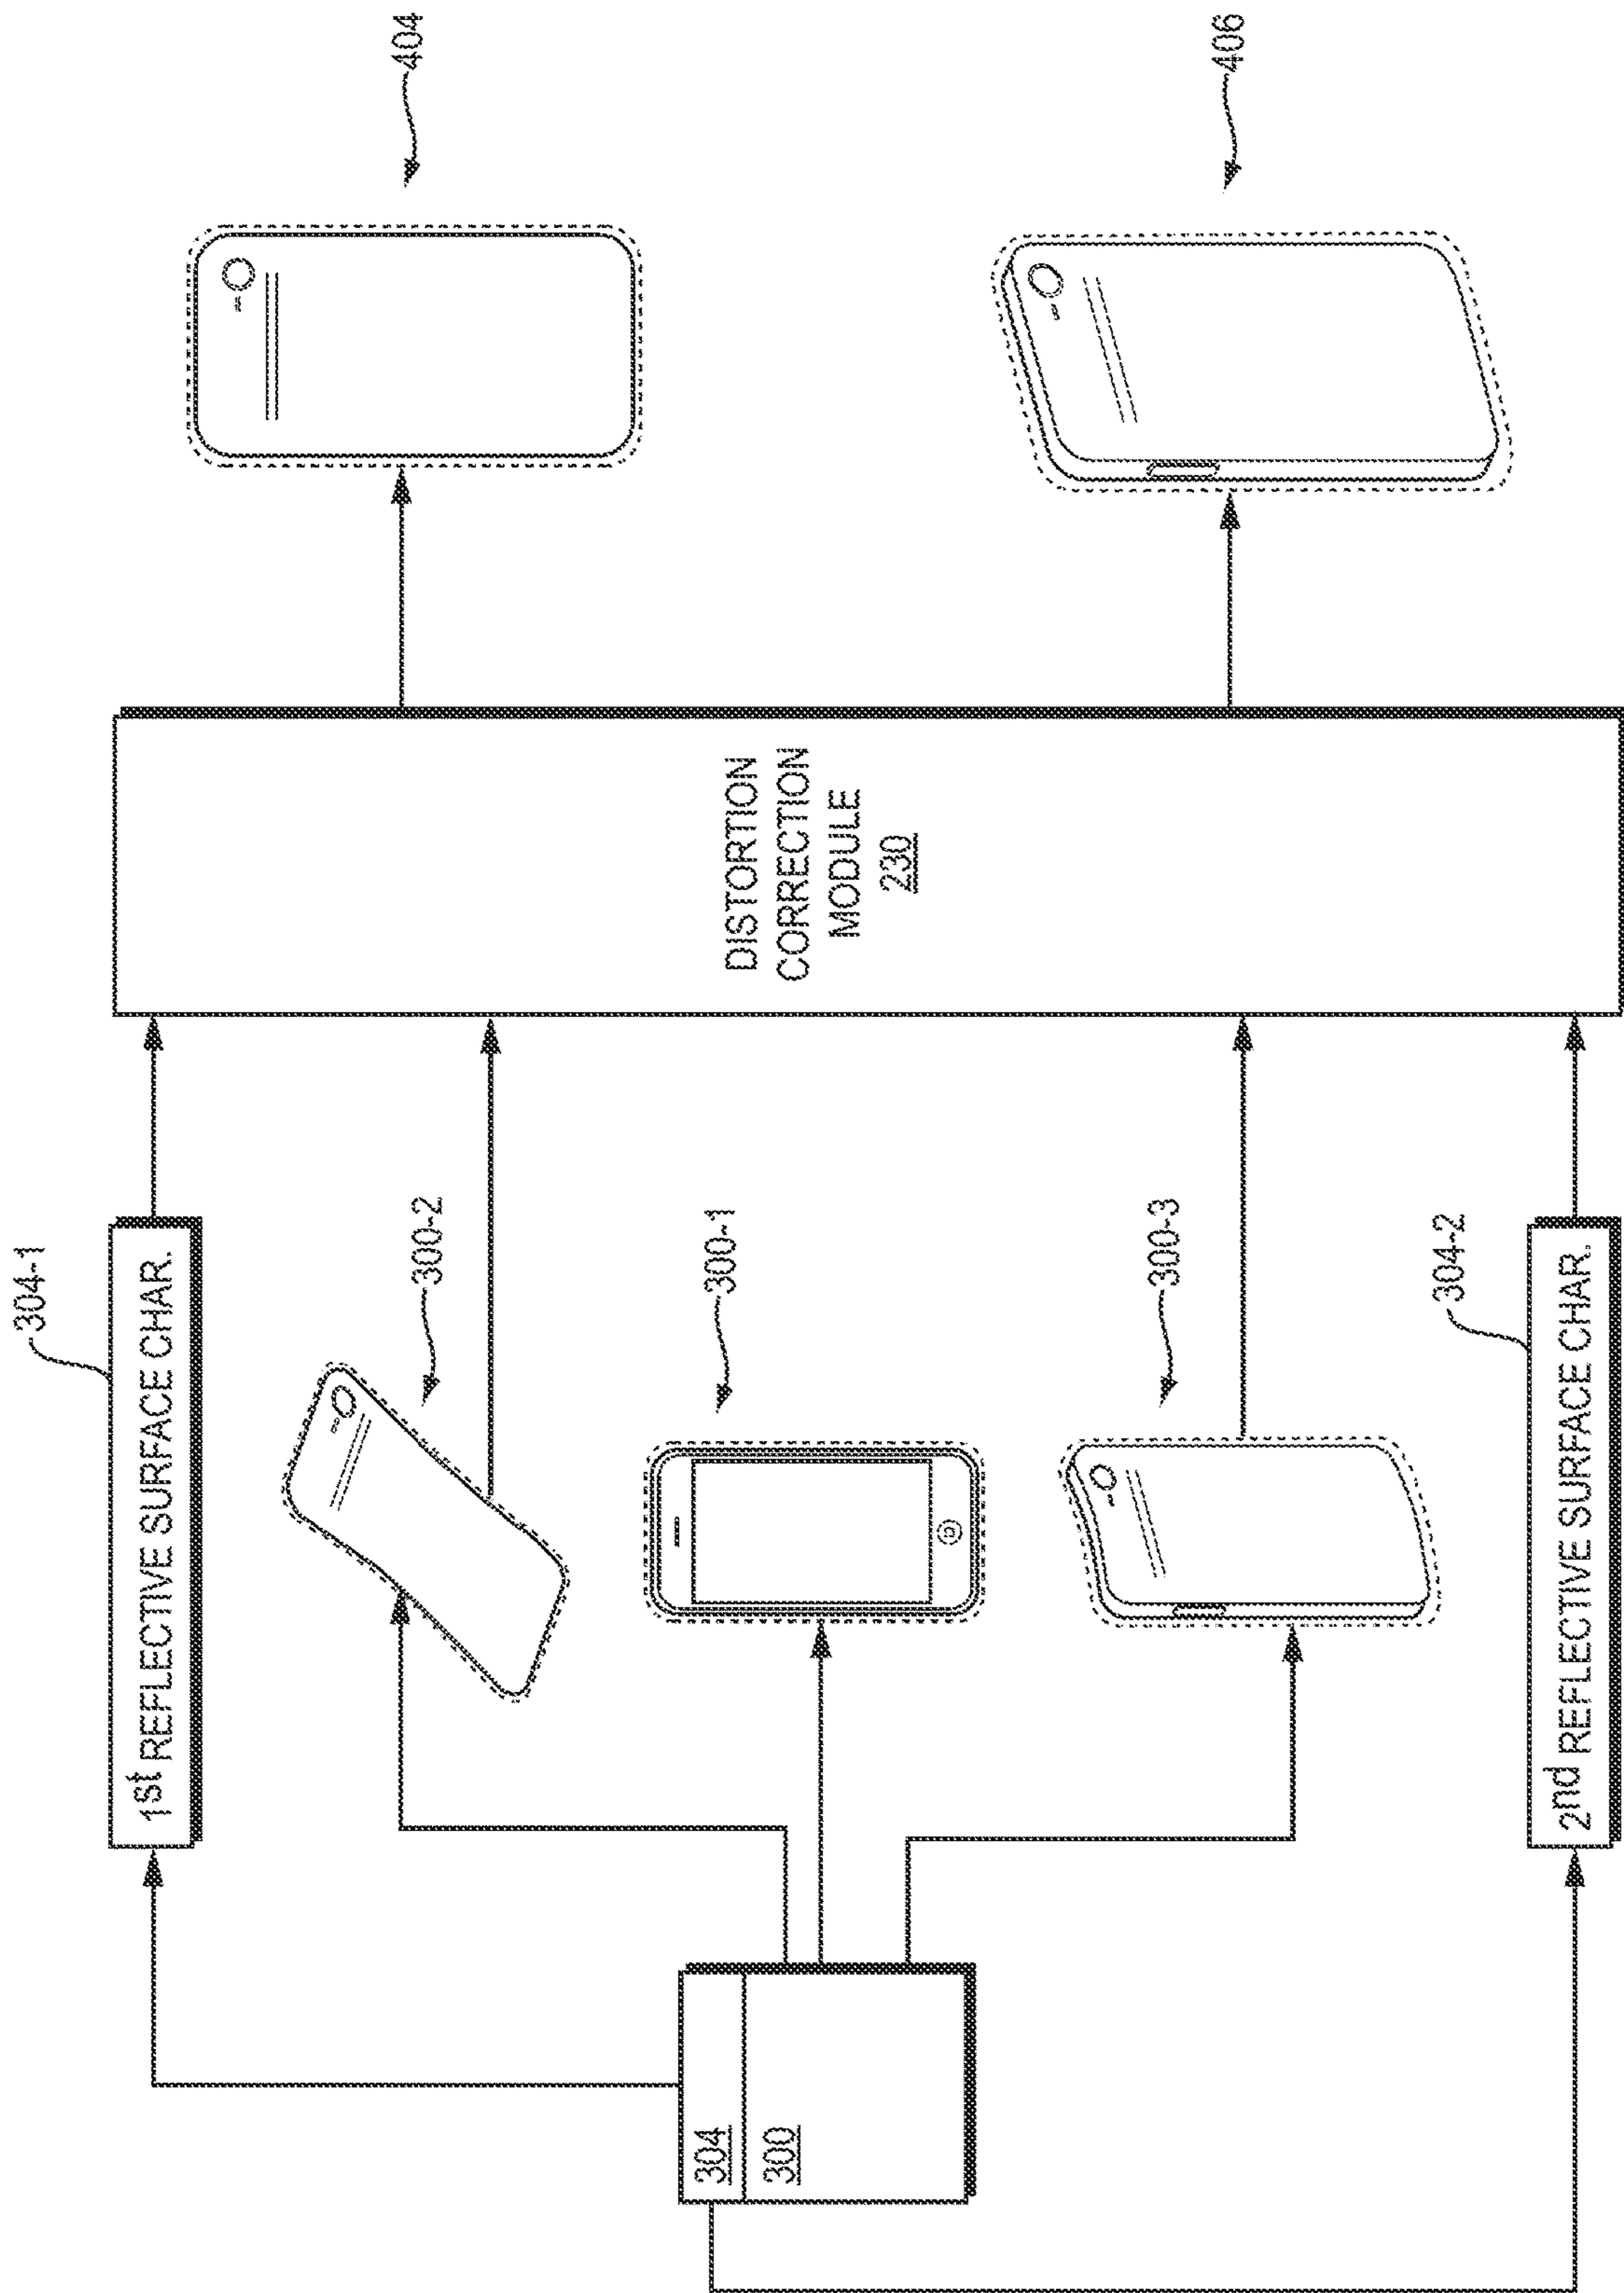 304-1
1st REFLECTIVE SURFACE CHAR.
300-2
300-1
300-3
304-2
2nd REFLECTIVE SURFACE CHAR.
304
300
DISTORTION
CORRECTION
MODULE
230
404
406